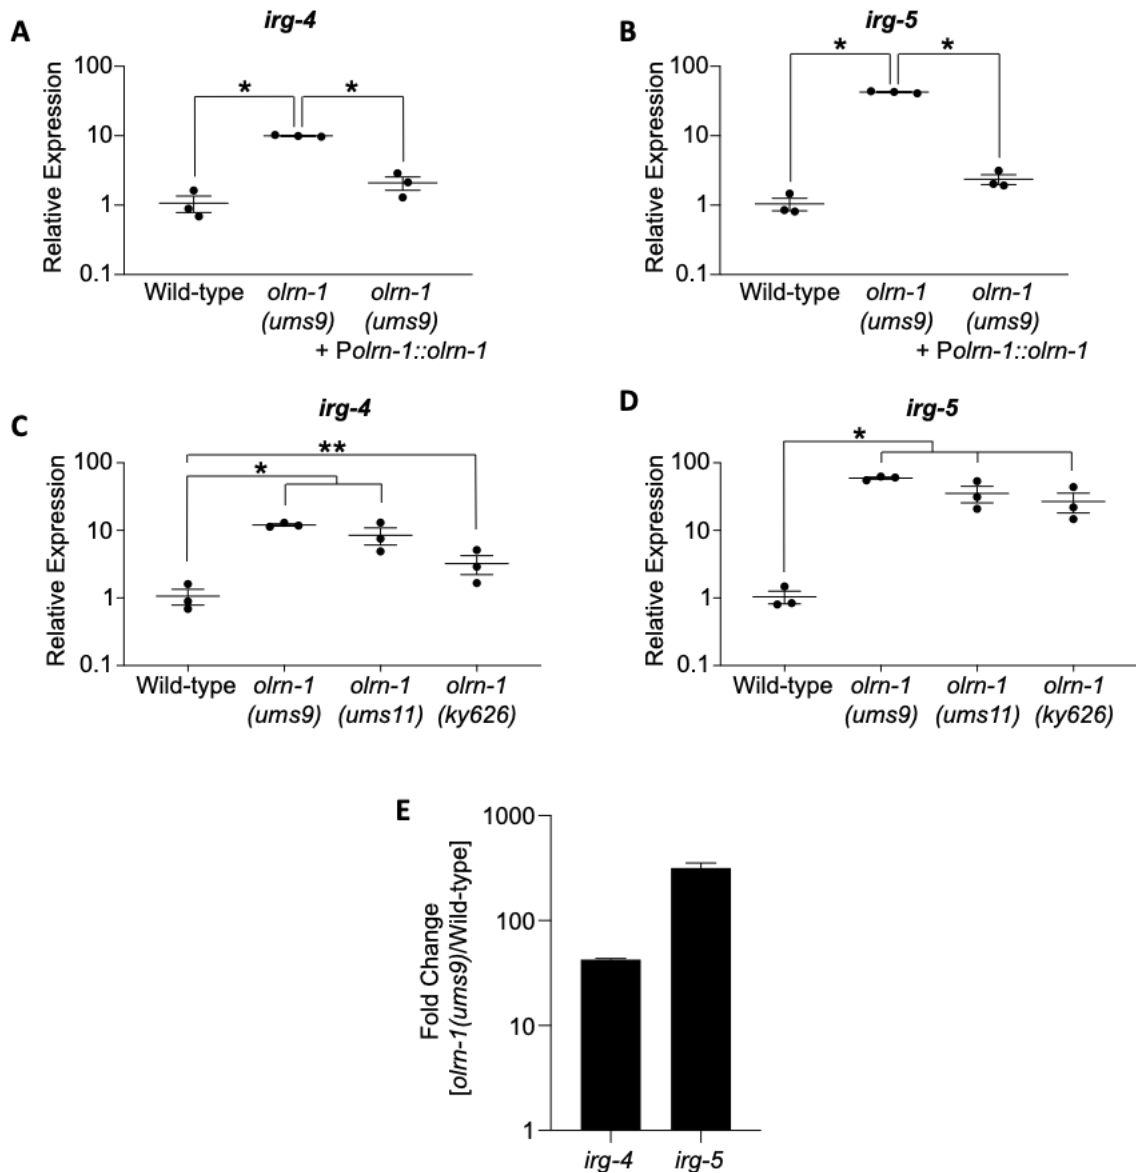 A
irg-4
Relative Expression
100
10
1
0.1
*
*
Wild-type
olrn-1
(ums9)
olrn-1
(ums9)
+ Polrn-1::olrn-1
B
irg-5
Relative Expression
100
10
1
0.1
*
*
Wild-type
olrn-1
(ums9)
olrn-1
(ums9)
+ Polrn-1::olrn-1
C
irg-4
Relative Expression
100
10
1
0.1
**
*
Wild-type
olrn-1
(ums9)
olrn-1
(ums11)
olrn-1
(ky626)
D
irg-5
Relative Expression
100
10
1
0.1
*
Wild-type
olrn-1
(ums9)
olrn-1
(ums11)
olrn-1
(ky626)
E
Fold Change
[olrn-1(ums9)/Wild-type]
1000
100
10
1
irg-4
irg-5